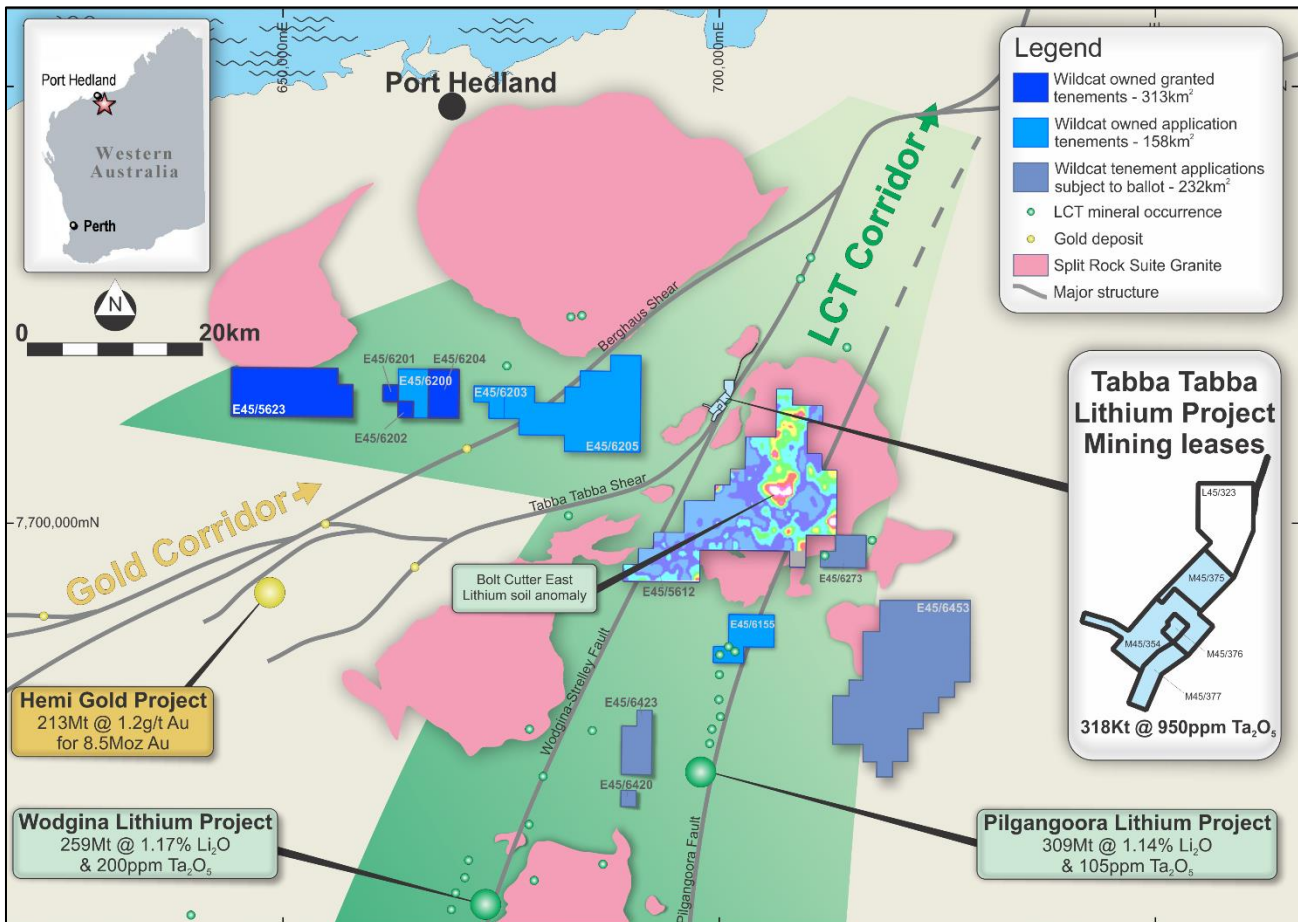 Port Hedland
Western
Australia
Perth
N
0
20km
650,000mE
700,000mE
Port Hedland
7,700,000mN
Legend
Wildcat owned granted
tenements - 313km²
Wildcat owned application
tenements - 158km²
Wildcat tenement applications
subject to ballot - 232km²
LCT mineral occurrence
Gold deposit
Split Rock Suite Granite
Major structure
LCT Corridor
Berghaus Shear
E45/6201
E45/6204
E45/6200
E45/6203
E45/5623
E45/6202
E45/6205
Tabba Tabba Shear
Gold Corridor
Bolt Cutter East
Lithium soil anomaly
E45/5612
E45/6273
E45/6453
E45/6155
E45/6423
E45/6420
Wodgina-Strelley Fault
Pilgangoora Fault
Tabba Tabba
Lithium Project
Mining leases
L45/323
M45/375
M45/354
M45/376
M45/377
318Kt @ 950ppm Ta₂O₅
Hemi Gold Project
213Mt @ 1.2g/t Au
for 8.5Moz Au
Wodgina Lithium Project
259Mt @ 1.17% Li₂O
& 200ppm Ta₂O₅
Pilgangoora Lithium Project
309Mt @ 1.14% Li₂O
& 105ppm Ta₂O₅